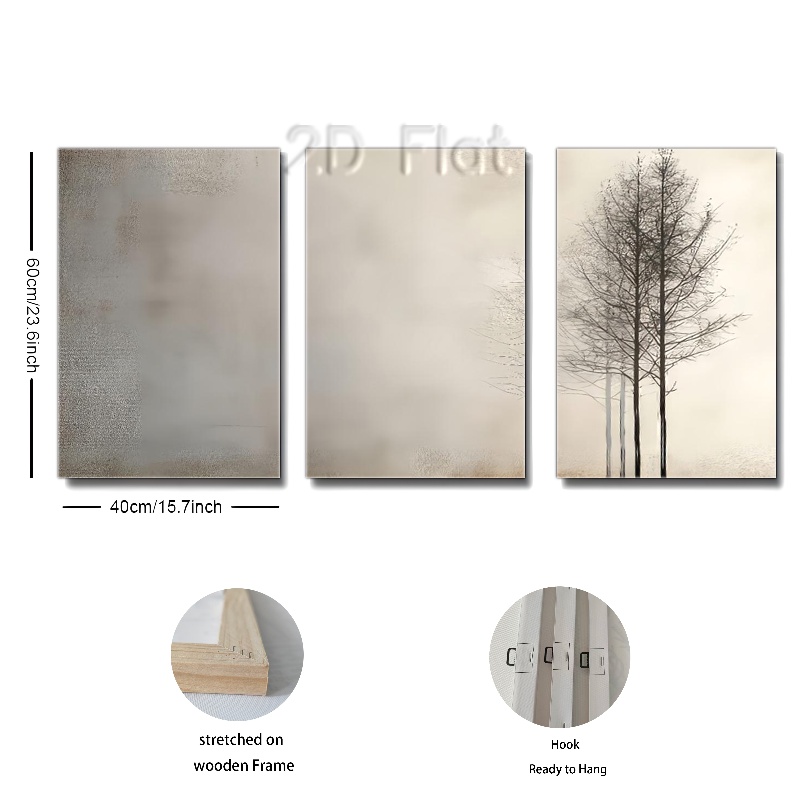 2D Flat
60cm/23.6inch
40cm/15.7inch
stretched on
wooden Frame
Hook
Ready to Hang